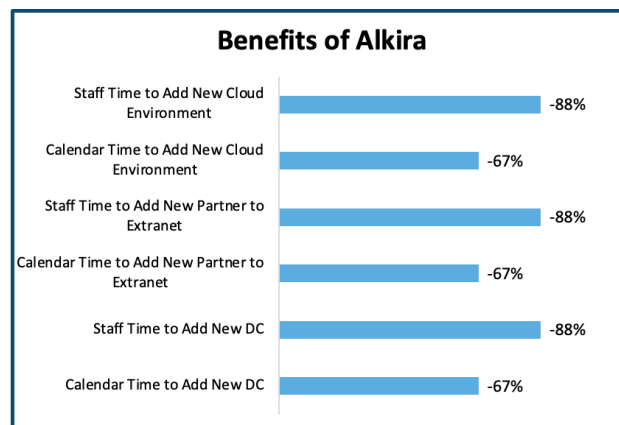 Benefits of Alkira
Staff Time to Add New Cloud
Environment
-88%
Calendar Time to Add New Cloud
Environment
-67%
Staff Time to Add New Partner to
Extranet
-88%
Calendar Time to Add New Partner to
Extranet
-67%
Staff Time to Add New DC
-88%
Calendar Time to Add New DC
-67%